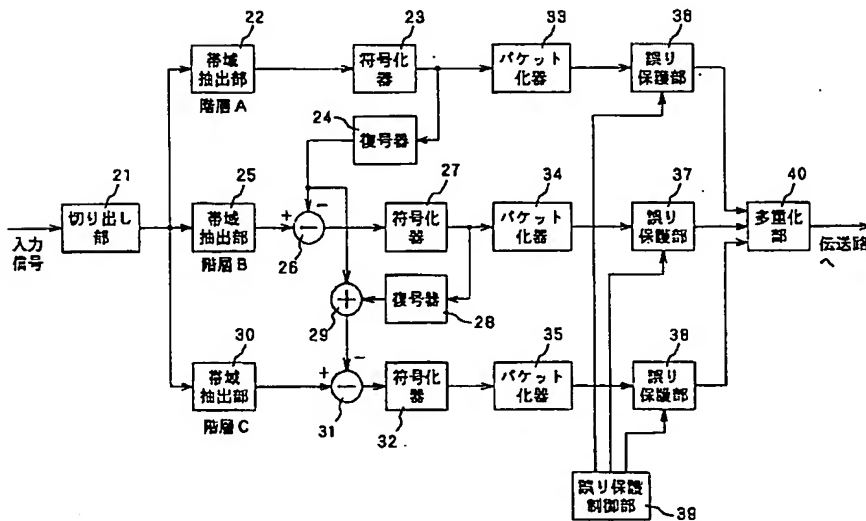 22
23
33
36
帯域
抽出部
符号化
器
パケット
化器
誤り
保護部
階層A
24
復号器
21
25
27
34
37
40
切り出し
部
帯域
抽出部
+
−
−
符号化
器
パケット
化器
誤り
保護部
多重化
部
入力
信号
階層B
26
伝送路
へ
+
29
復号器
28
30
35
38
帯域
抽出部
+
−
−
符号化
器
パケット
化器
誤り
保護部
階層C
31
32
誤り保護
制御部
39